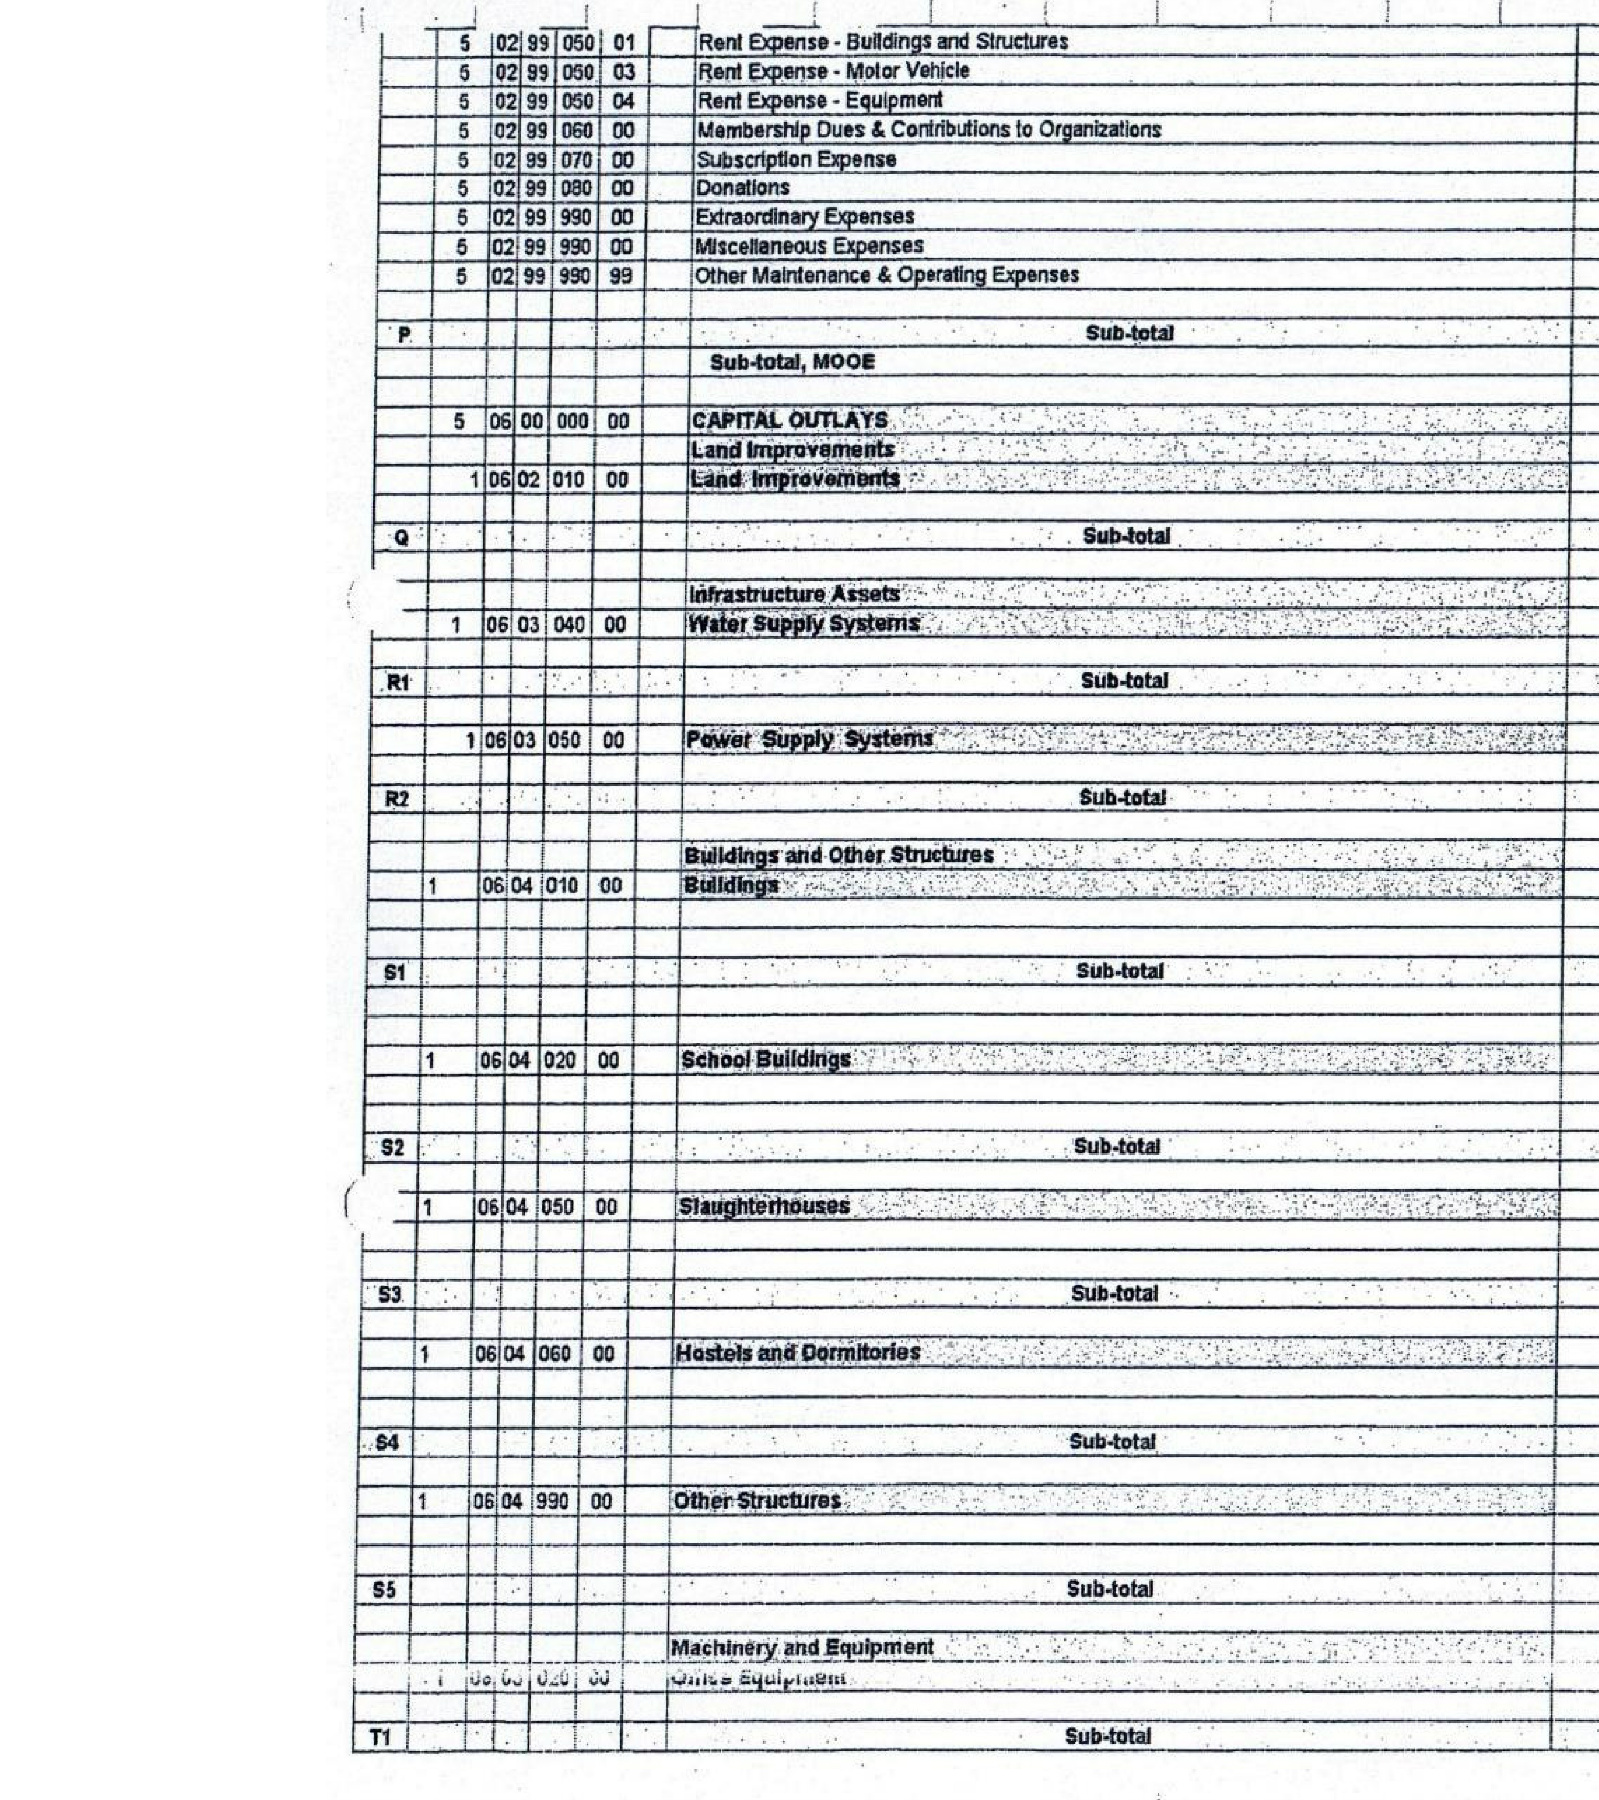 5 02 99 050 01 Rent Expense - Buildings and Structures
5 02 99 050 03 Rent Expense - Motor Vehicle
5 02 99 050 04 Rent Expense - Equipment
5 02 99 060 00 Membership Dues & Contributions to Organizations
5 02 99 070 00 Subscription Expense
5 02 99 080 00 Donations
5 02 99 990 00 Extraordinary Expenses
5 02 99 990 00 Miscellaneous Expenses
5 02 99 990 99 Other Maintenance & Operating Expenses
P Sub-total
Sub-total, MOOE
5 06 00 000 00 CAPITAL OUTLAYS
Land Improvements
1 06 02 010 00 Land Improvements
Q Sub-total
Infrastructure Assets
1 06 03 040 00 Water Supply Systems
R1 Sub-total
1 06 03 050 00 Power Supply Systems
R2 Sub-total
Buildings and Other Structures
1 06 04 010 00 Buildings
S1 Sub-total
1 06 04 020 00 School Buildings
S2 Sub-total
1 06 04 050 00 Slaughterhouses
S3 Sub-total
1 06 04 060 00 Hostels and Dormitories
S4 Sub-total
1 06 04 990 00 Other Structures
S5 Sub-total
Machinery and Equipment
Equipment
T1 Sub-total